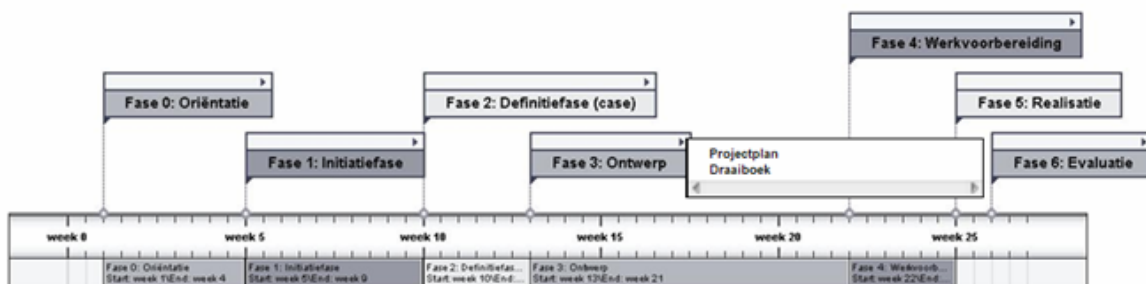 Fase 4: Werkvoorbereiding
Fase 0: Oriëntatie
Fase 2: Definitiefase (case)
Fase 5: Realisatie
Fase 1: Initiatiefase
Fase 3: Ontwerp
Projectplan
Draaiboek
Fase 6: Evaluatie
week 0
week 5
week 10
week 15
week 20
week 25
Fase 0: Oriëntatie
Start: week 1\End: week 4
Fase 1: Initiatiefase
Start: week 5\End: week 9
Fase 2: Definitiefas...
Start: week 10\End:...
Fase 3: Ontwerp
Start: week 13\End: week 21
Fase 4: Werkvoorb...
Start: week 22\End:...